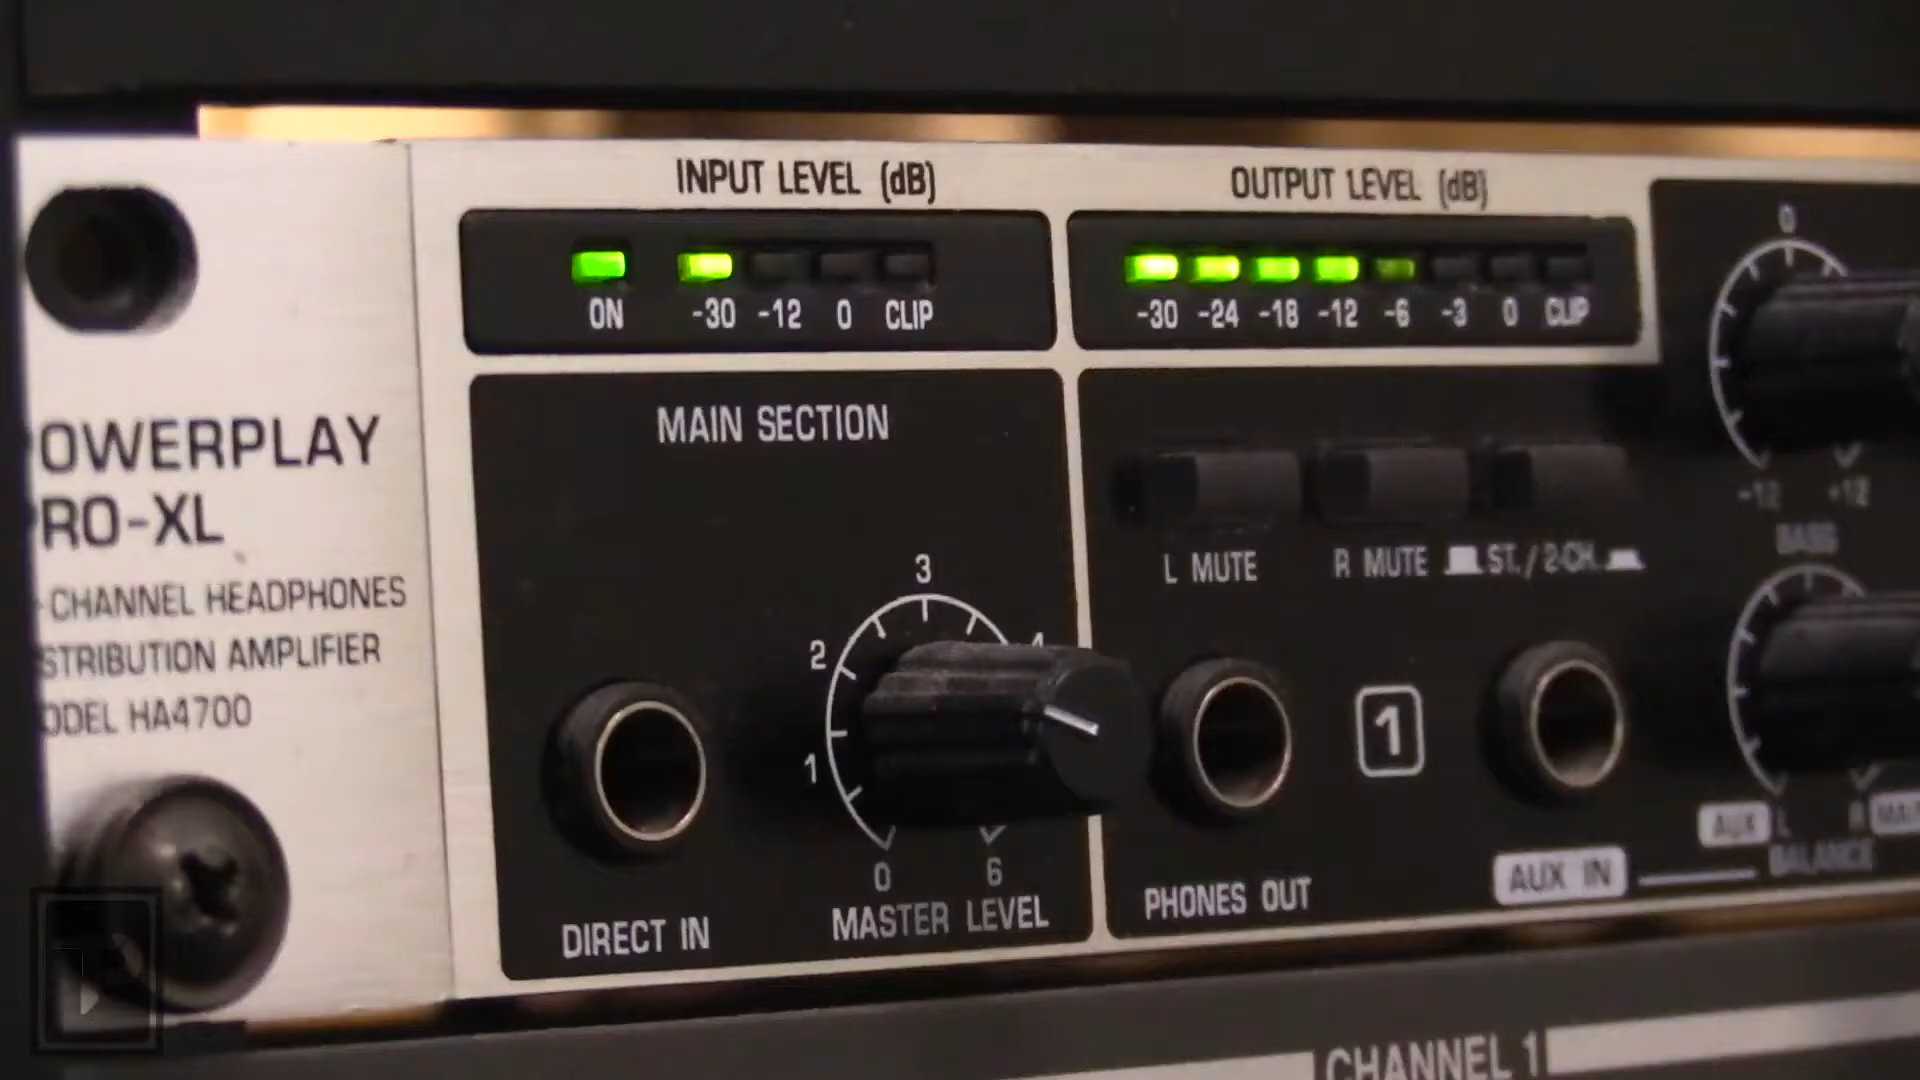 INPUT LEVEL (dB)
OUTPUT LEVEL (dB)
ON -30 -12 0 CLIP
-30 -24 -18 -12 -6 -3 0 CLIP
0
-12 +12
BASS
OWERPLAY
RO-XL
-CHANNEL HEADPHONES
STRIBUTION AMPLIFIER
ODEL HA4700
MAIN SECTION
3
2
4
1
0 6
MASTER LEVEL
DIRECT IN
L MUTE
R MUTE
ST. / 2-CH.
1
PHONES OUT
AUX IN
AUX L R
BALANCE
CHANNEL 1